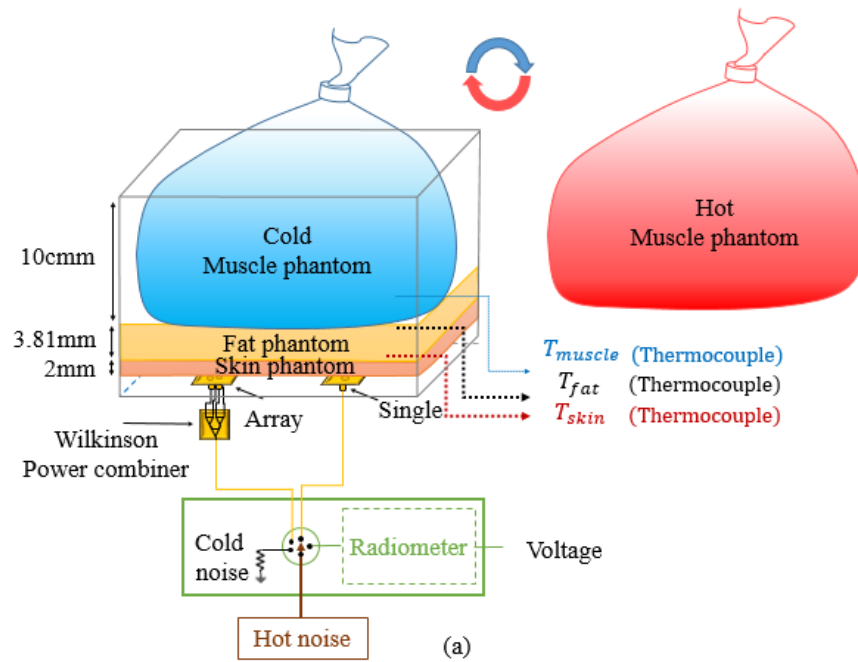 Cold
Muscle phantom
Hot
Muscle phantom
10cmm
3.81mm
2mm
Fat phantom
Skin phantom
T_muscle (Thermocouple)
T_fat (Thermocouple)
T_skin (Thermocouple)
Array
Single
Wilkinson
Power combiner
Cold
noise
Radiometer
Voltage
Hot noise
(a)